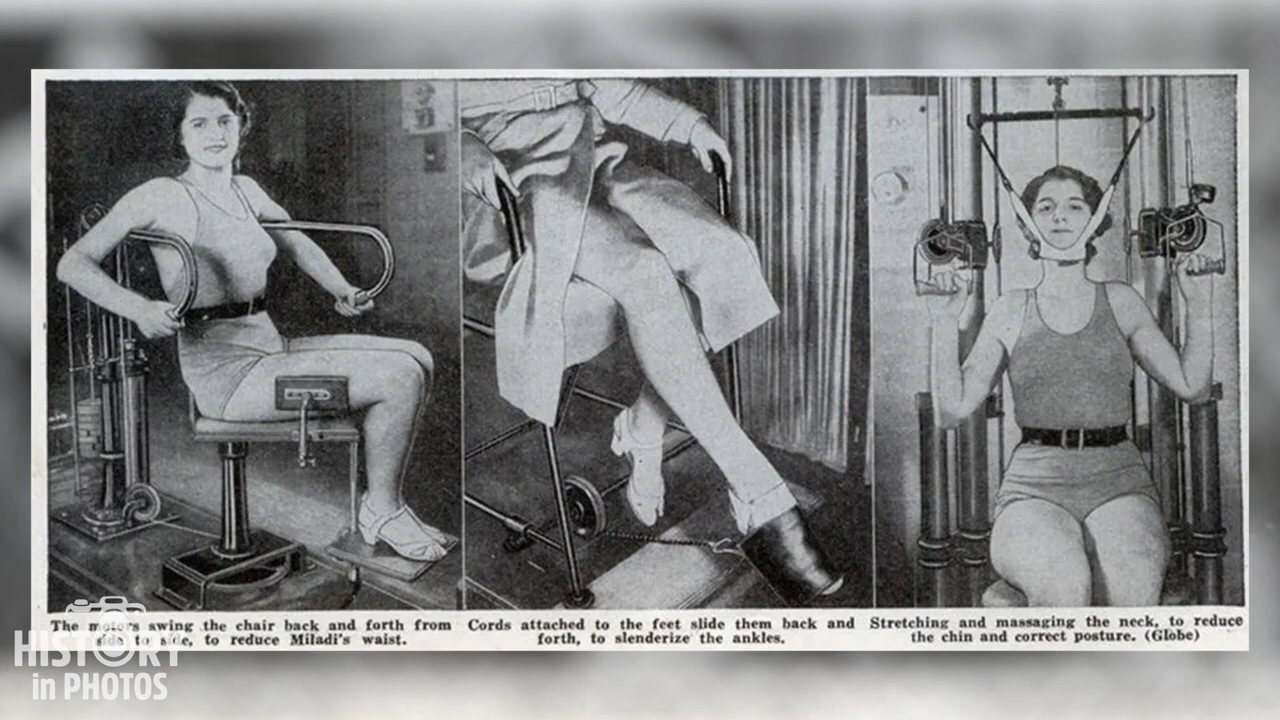 The motors swing the chair back and forth from
side to side, to reduce Miladi's waist.
Cords attached to the feet slide them back and
forth, to slenderize the ankles.
Stretching and massaging the neck, to reduce
the chin and correct posture. (Globe)
HISTORY
in PHOTOS